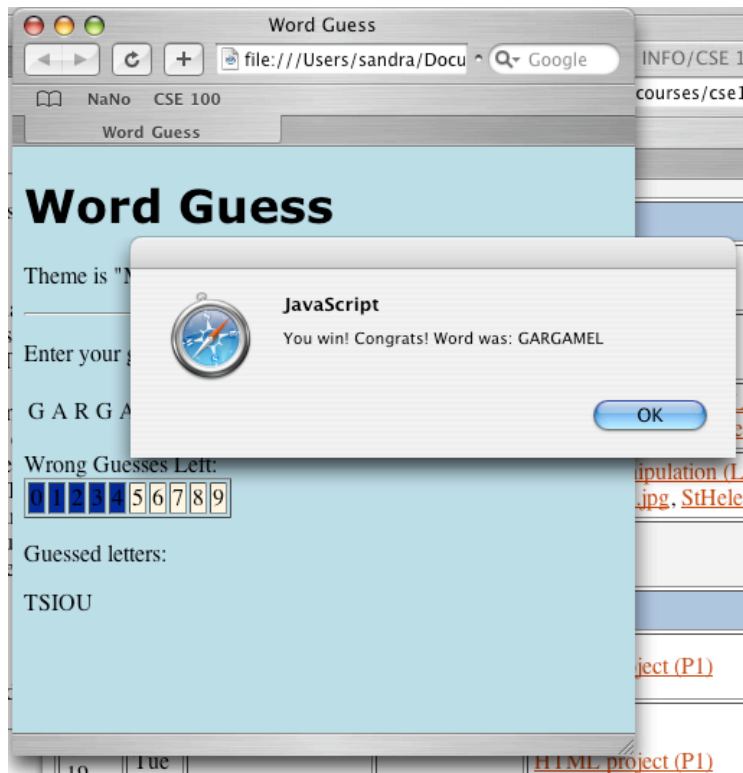 Word Guess
file:///Users/sandra/Docu
Google
INFO/CSE 1
NaNo CSE 100
courses/cse1
Word Guess
Word Guess
Theme is "
JavaScript
You win! Congrats! Word was: GARGAMEL
Enter your
OK
G A R G A
Wrong Guesses Left:
0 1 2 3 4 5 6 7 8 9
ipulation (L
.jpg, StHele
Guessed letters:
TSIOU
ject (P1)
19 Tue
HTML project (P1)